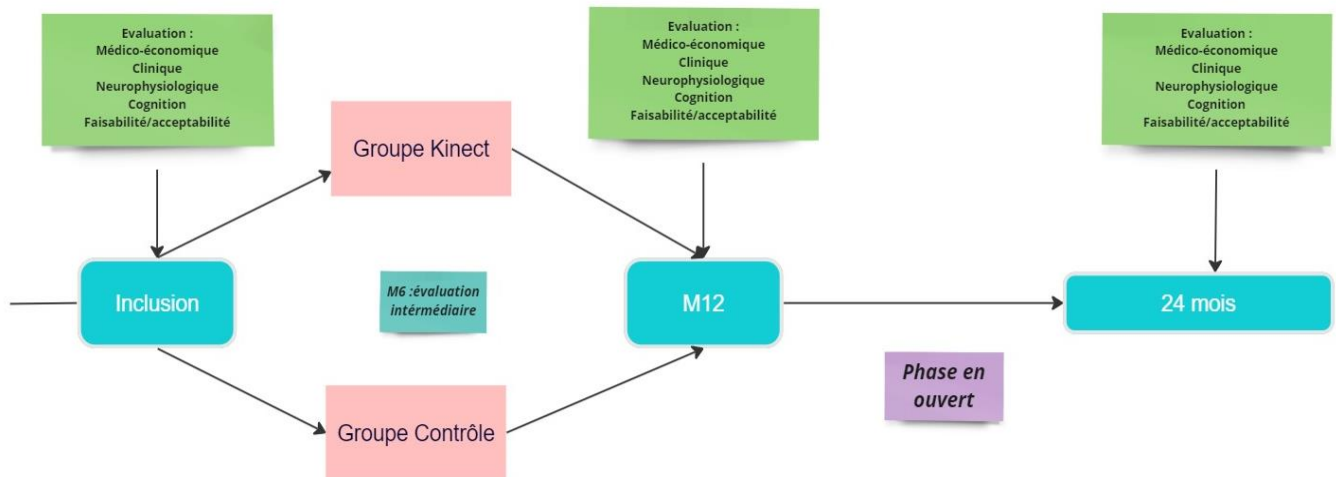 Evaluation :
Médico-économique
Clinique
Neurophysiologique
Cognition
Faisabilité/acceptabilité
Evaluation :
Médico-économique
Clinique
Neurophysiologique
Cognition
Faisabilité/acceptabilité
Evaluation :
Médico-économique
Clinique
Neurophysiologique
Cognition
Faisabilité/acceptabilité
Groupe Kinect
Inclusion
M6 :évaluation
intérmédiaire
M12
24 mois
Phase en
ouvert
Groupe Contrôle